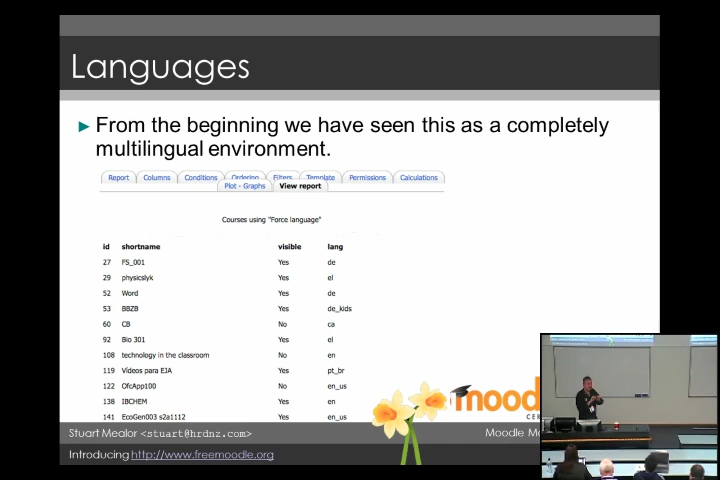 Languages
► From the beginning we have seen this as a completely
multilingual environment.
Report Columns Conditions Ordering Filters Template Permissions Calculations
Plot - Graphs View report
Courses using "Force language"
id shortname visible lang
27 FS_001 Yes de
29 physicslyk Yes el
52 Word Yes de
53 BBZB Yes de_kids
60 CB No ca
92 Bio 301 Yes el
108 technology in the classroom No en
119 Vídeos para EJA Yes pt_br
122 OfcApp100 No en_us
138 IBCHEM Yes en
141 EcoGen003 s2a1112 Yes en_us
mood
CE
Stuart Mealor <stuart@hrdnz.com> Moodle Mo
Introducing http://www.freemoodle.org